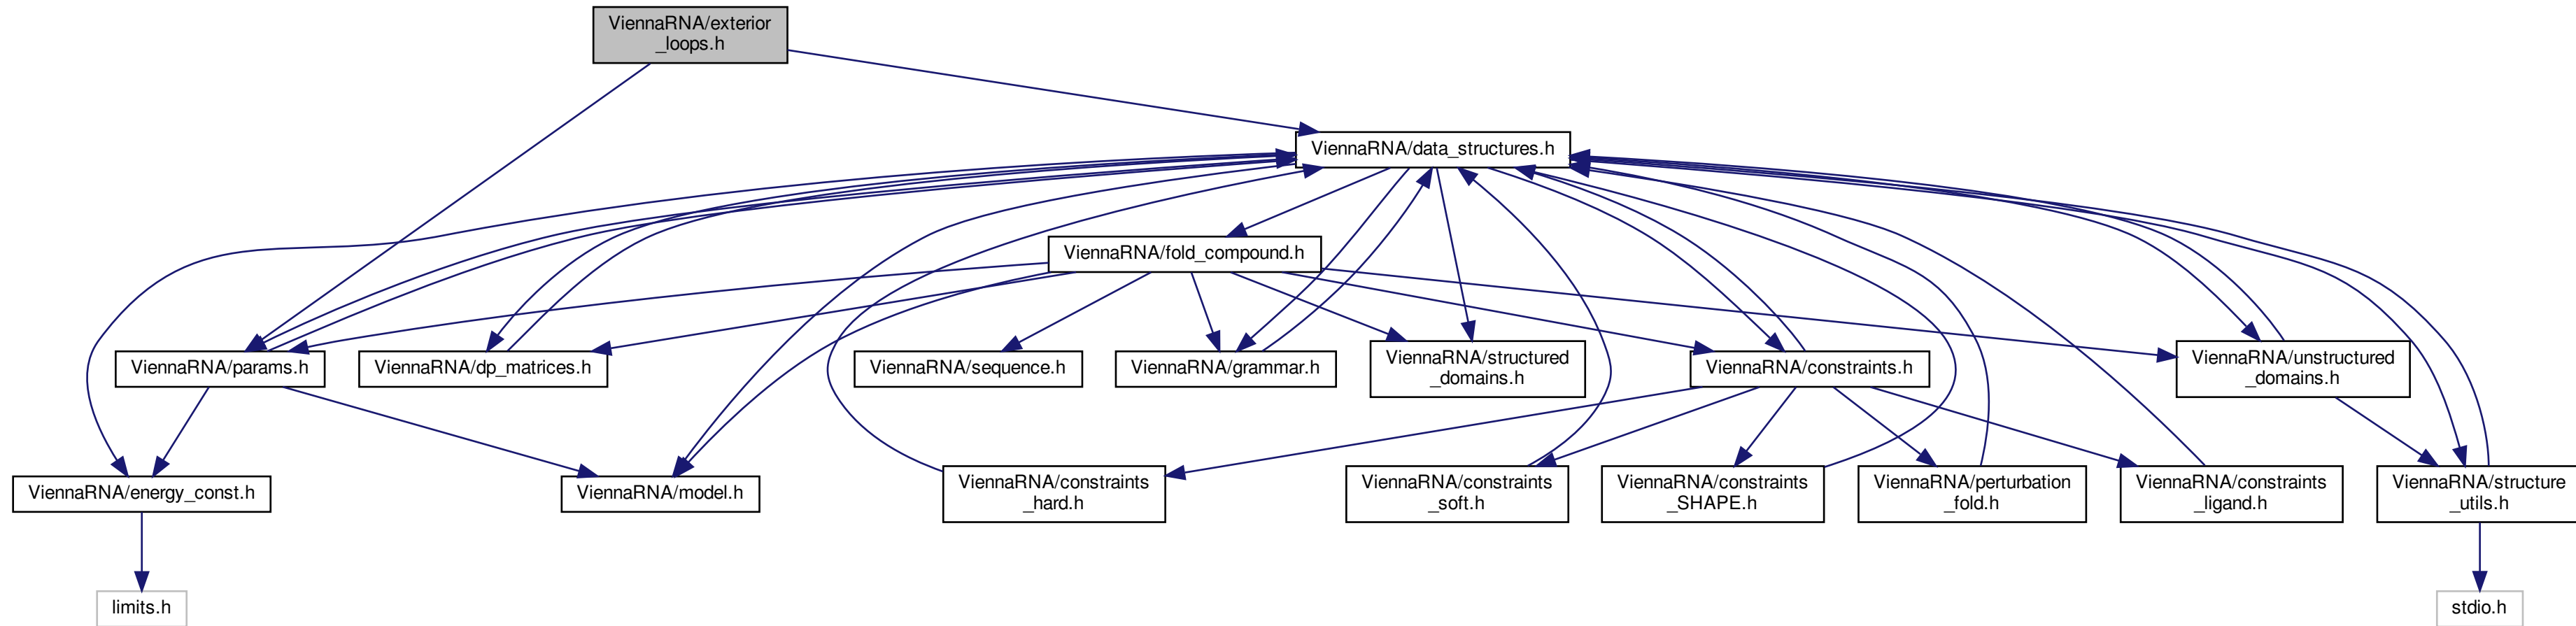 ViennaRNA/exterior
_loops.h
ViennaRNA/data_structures.h
ViennaRNA/fold_compound.h
ViennaRNA/params.h
ViennaRNA/dp_matrices.h
ViennaRNA/sequence.h
ViennaRNA/grammar.h
ViennaRNA/structured
_domains.h
ViennaRNA/constraints.h
ViennaRNA/unstructured
_domains.h
ViennaRNA/energy_const.h
ViennaRNA/model.h
ViennaRNA/constraints
_hard.h
ViennaRNA/constraints
_soft.h
ViennaRNA/constraints
_SHAPE.h
ViennaRNA/perturbation
_fold.h
ViennaRNA/constraints
_ligand.h
ViennaRNA/structure
_utils.h
limits.h
stdio.h